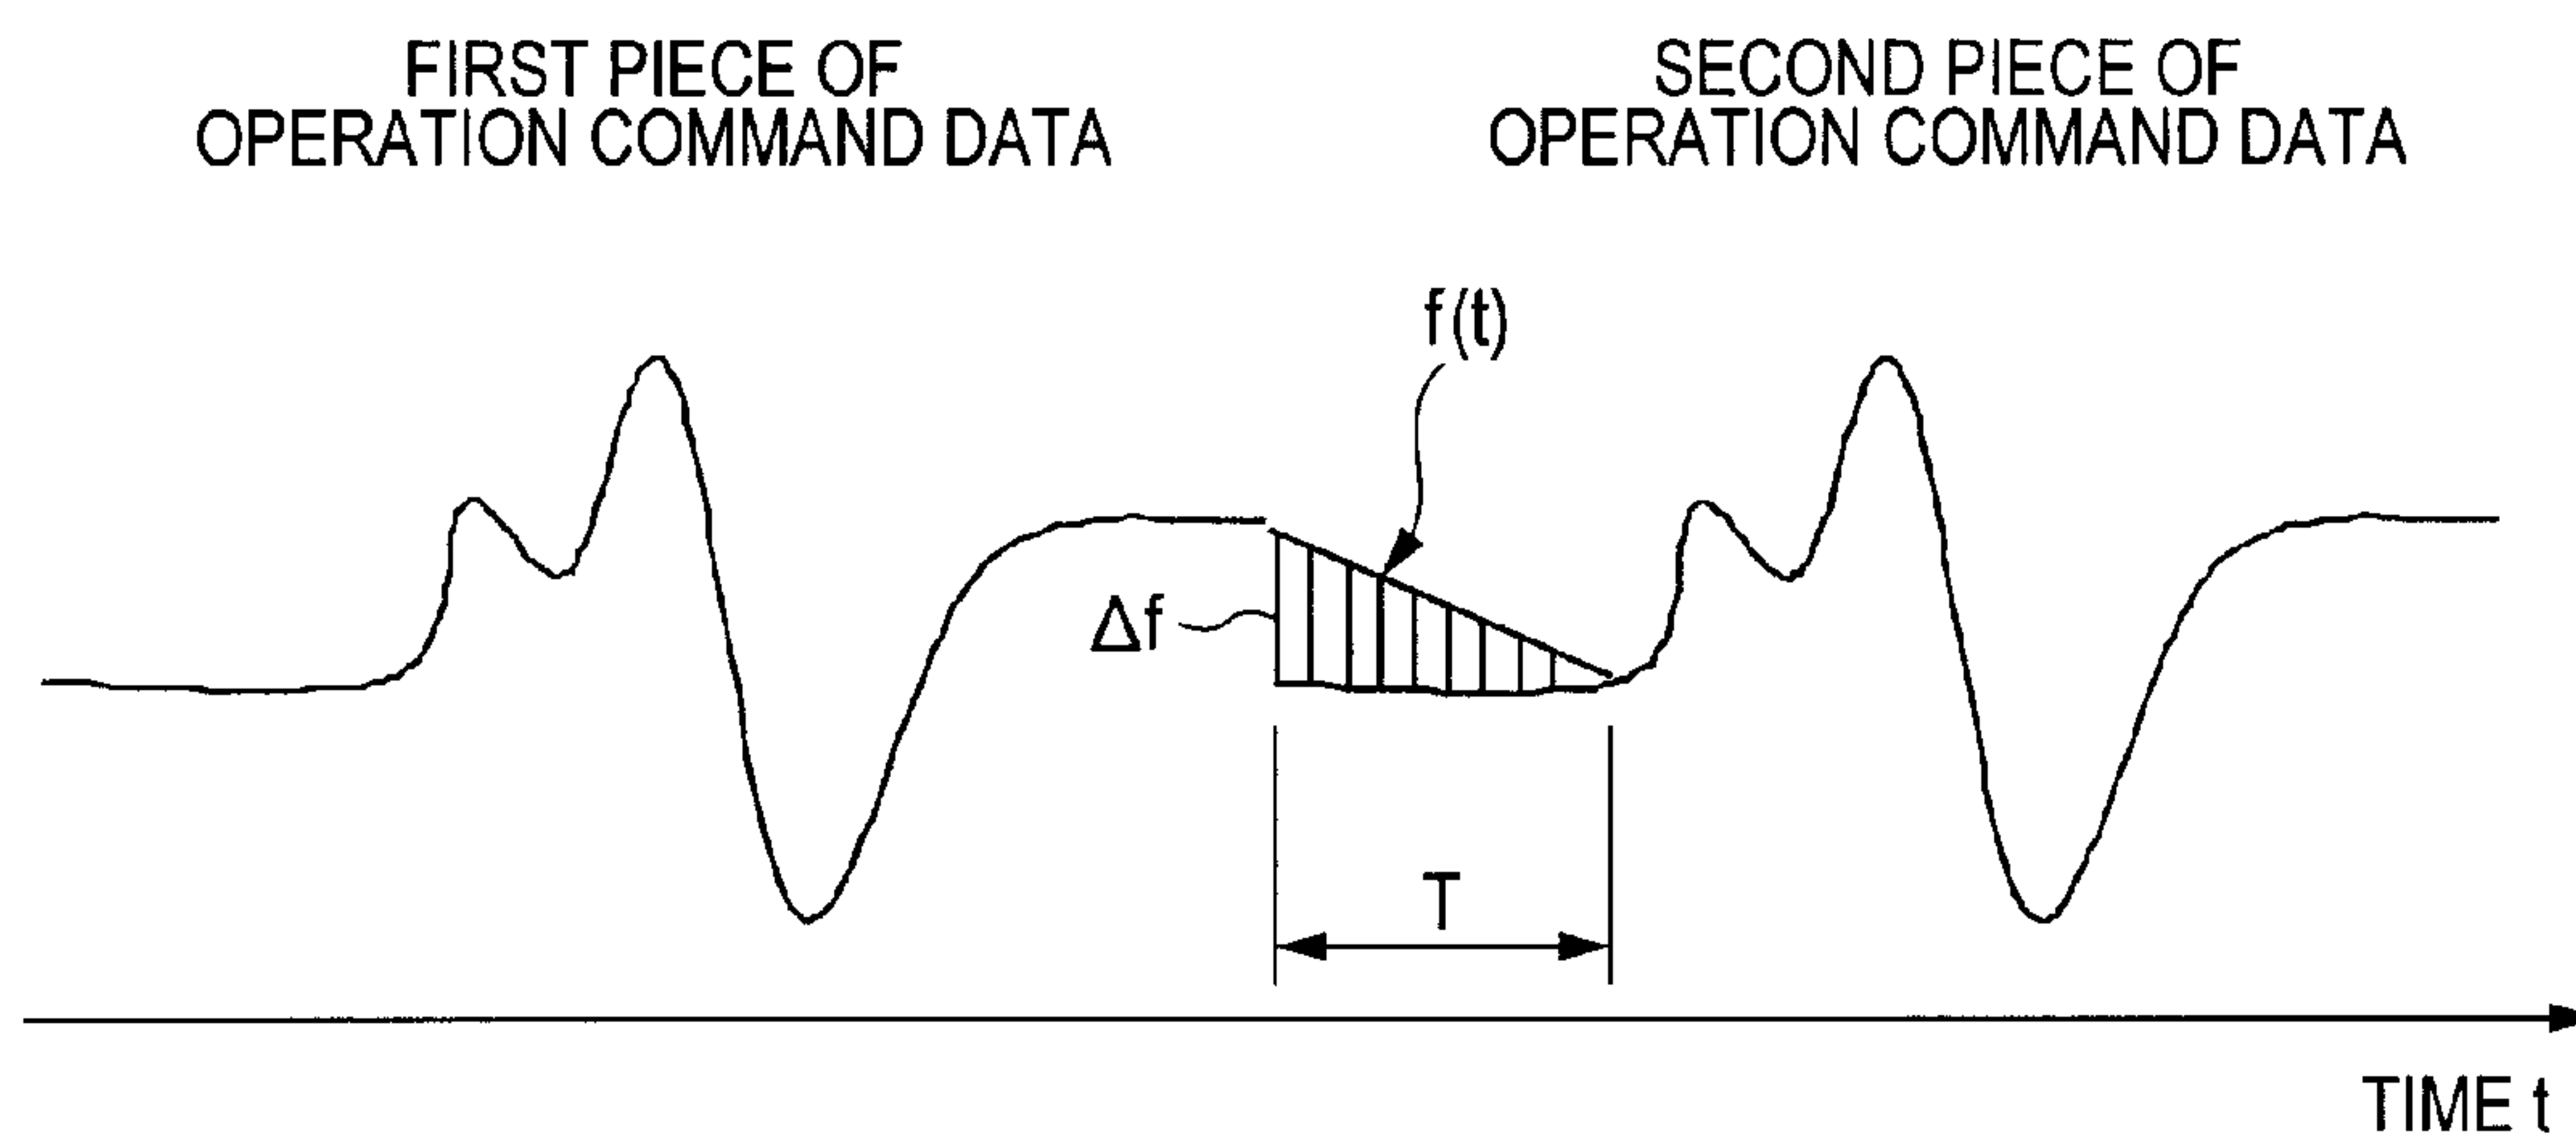 FIRST PIECE OF
OPERATION COMMAND DATA
SECOND PIECE OF
OPERATION COMMAND DATA
f(t)
Δf
T
TIME t